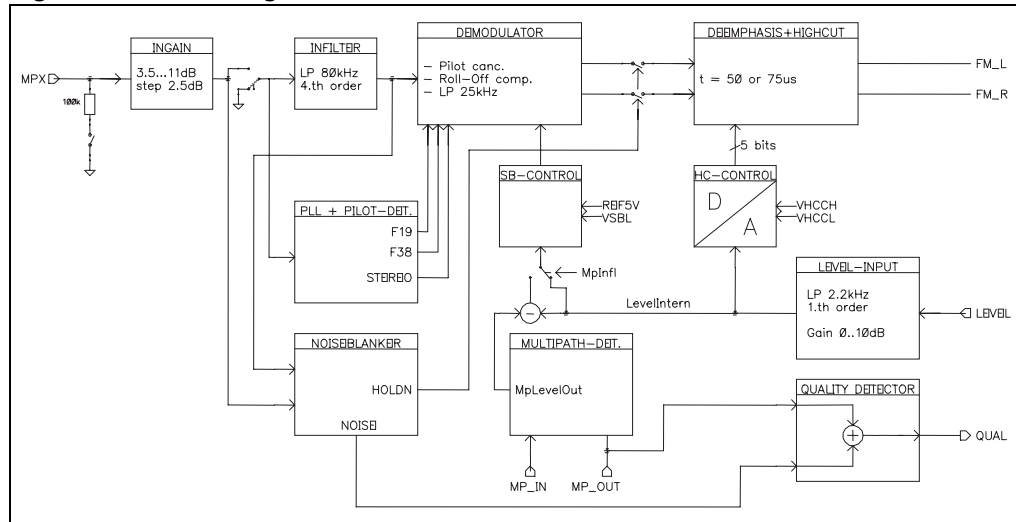 INGAIN
3.5...11dB
step 2.5dB
MPX
100k
INFILTER
LP 80kHz
4.th order
DEMODULATOR
– Pilot canc.
– Roll-Off comp.
– LP 25kHz
DEEMPHASIS+HIGHCUT
t = 50 or 75us
FM_L
FM_R
5 bits
SB-CONTROL
REF5V
VSBL
HC-CONTROL
D
A
VHCCH
VHCCL
PLL + PILOT-DET.
F19
F38
STEREO
MpInfl
LevelIntern
LEVEL-INPUT
LP 2.2kHz
1.th order
Gain 0..10dB
LEVEL
NOISEBLANKER
HOLDN
NOISE
MULTIPATH-DET.
MpLevelOut
MP_IN
MP_OUT
QUALITY DETECTOR
QUAL